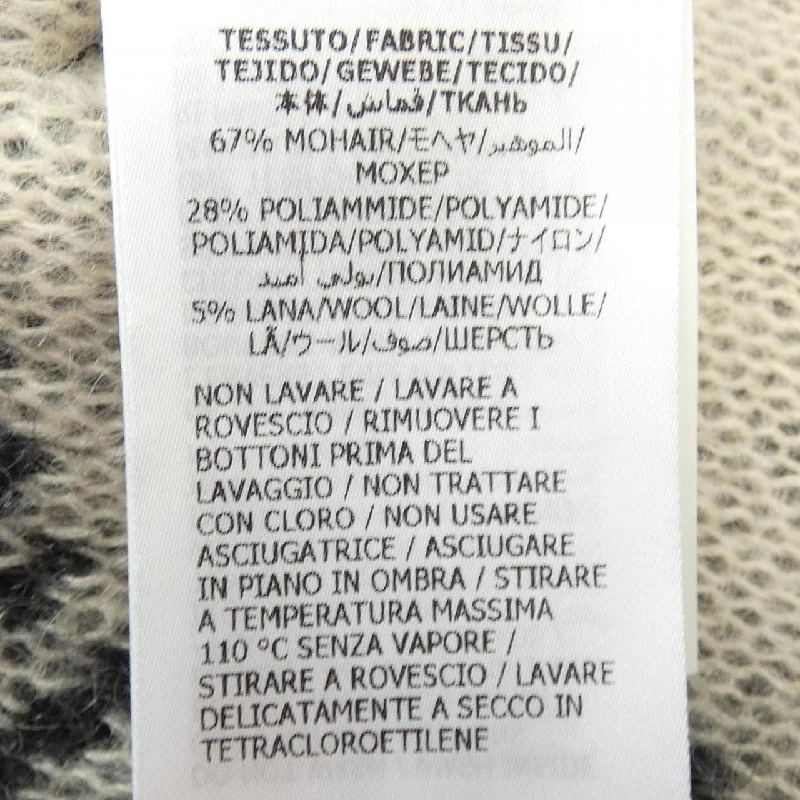 TESSUTO/FABRIC/TISSU/
TEJIDO/GEWEBE/TECIDO/
本体/قماش/ТКАНЬ
67% MOHAIR/モヘヤ/الموهير/
МОХЕР
28% POLIAMMIDE/POLYAMIDE/
POLIAMIDA/POLYAMID/ナイロン/
بولي أميد/ПОЛИАМИД
5% LANA/WOOL/LAINE/WOLLE/
LÃ/ウール/صوف/ШЕРСТЬ
NON LAVARE / LAVARE A
ROVESCIO / RIMUOVERE I
BOTTONI PRIMA DEL
LAVAGGIO / NON TRATTARE
CON CLORO / NON USARE
ASCIUGATRICE / ASCIUGARE
IN PIANO IN OMBRA / STIRARE
A TEMPERATURA MASSIMA
110 °C SENZA VAPORE /
STIRARE A ROVESCIO / LAVARE
DELICATAMENTE A SECCO IN
TETRACLOROETILENE